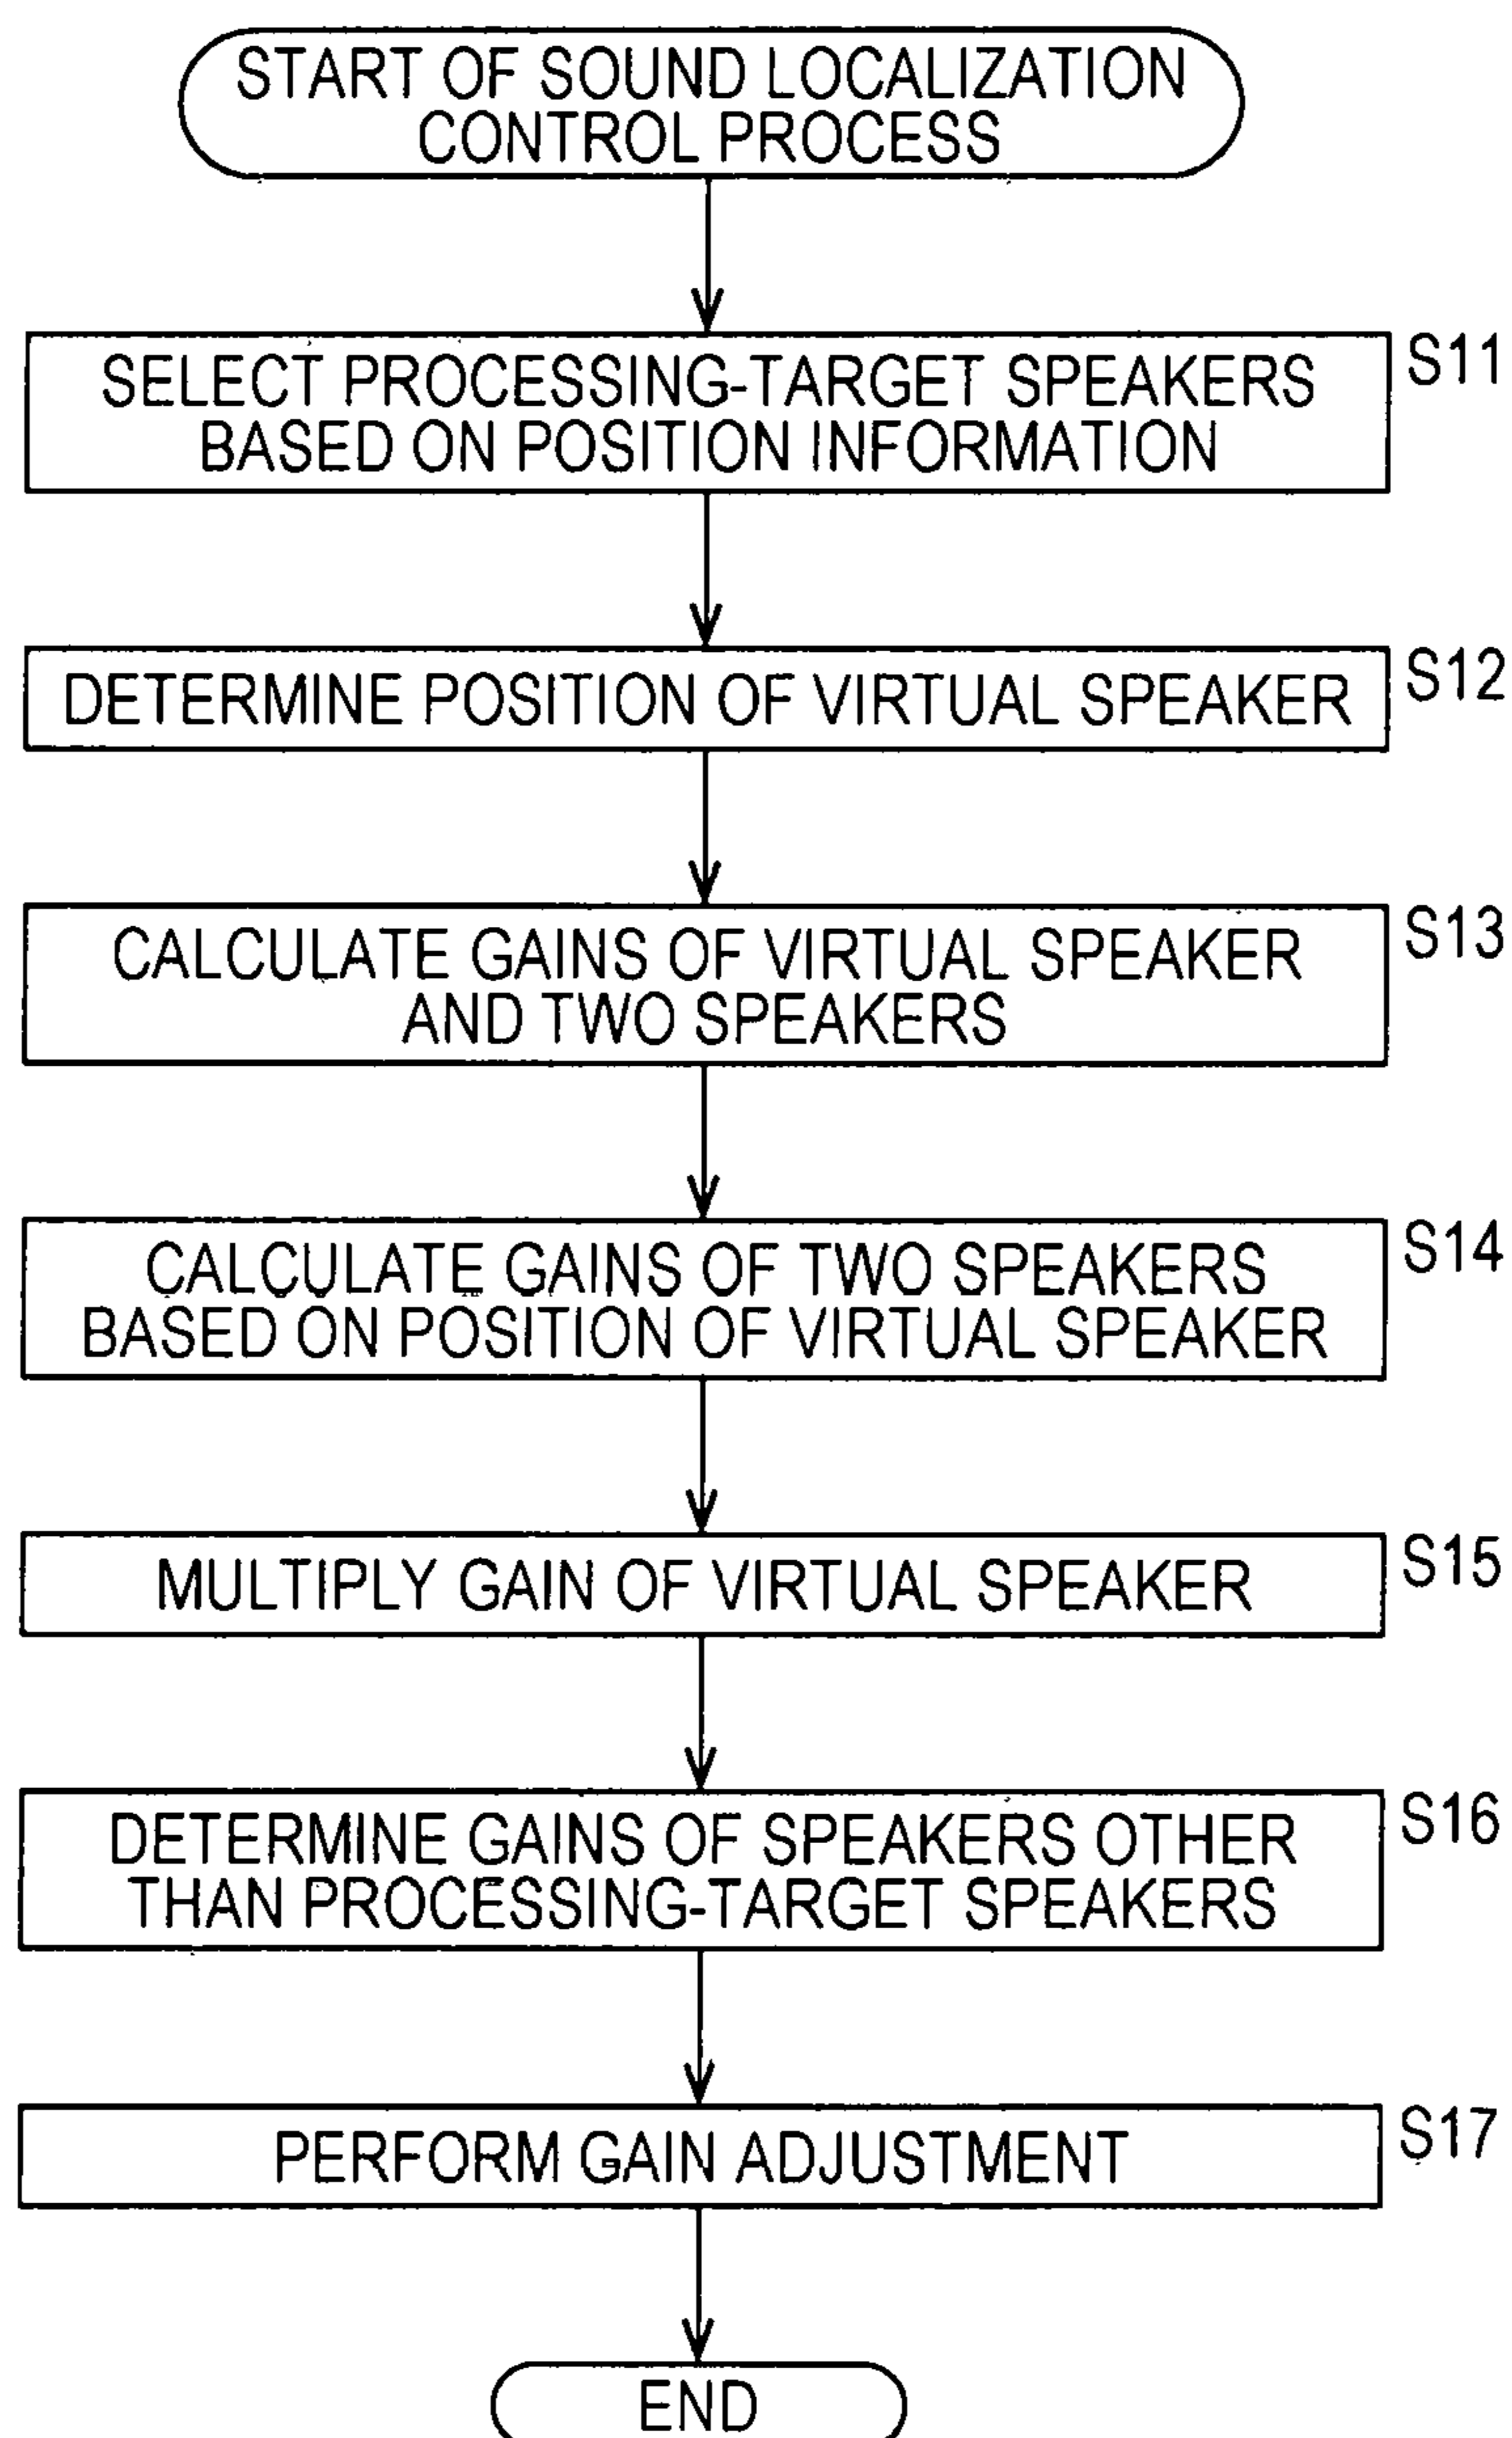 START OF SOUND LOCALIZATION
CONTROL PROCESS
SELECT PROCESSING-TARGET SPEAKERS
BASED ON POSITION INFORMATION
S11
DETERMINE POSITION OF VIRTUAL SPEAKER
S12
CALCULATE GAINS OF VIRTUAL SPEAKER
AND TWO SPEAKERS
S13
CALCULATE GAINS OF TWO SPEAKERS
BASED ON POSITION OF VIRTUAL SPEAKER
S14
MULTIPLY GAIN OF VIRTUAL SPEAKER
S15
DETERMINE GAINS OF SPEAKERS OTHER
THAN PROCESSING-TARGET SPEAKERS
S16
PERFORM GAIN ADJUSTMENT
S17
END